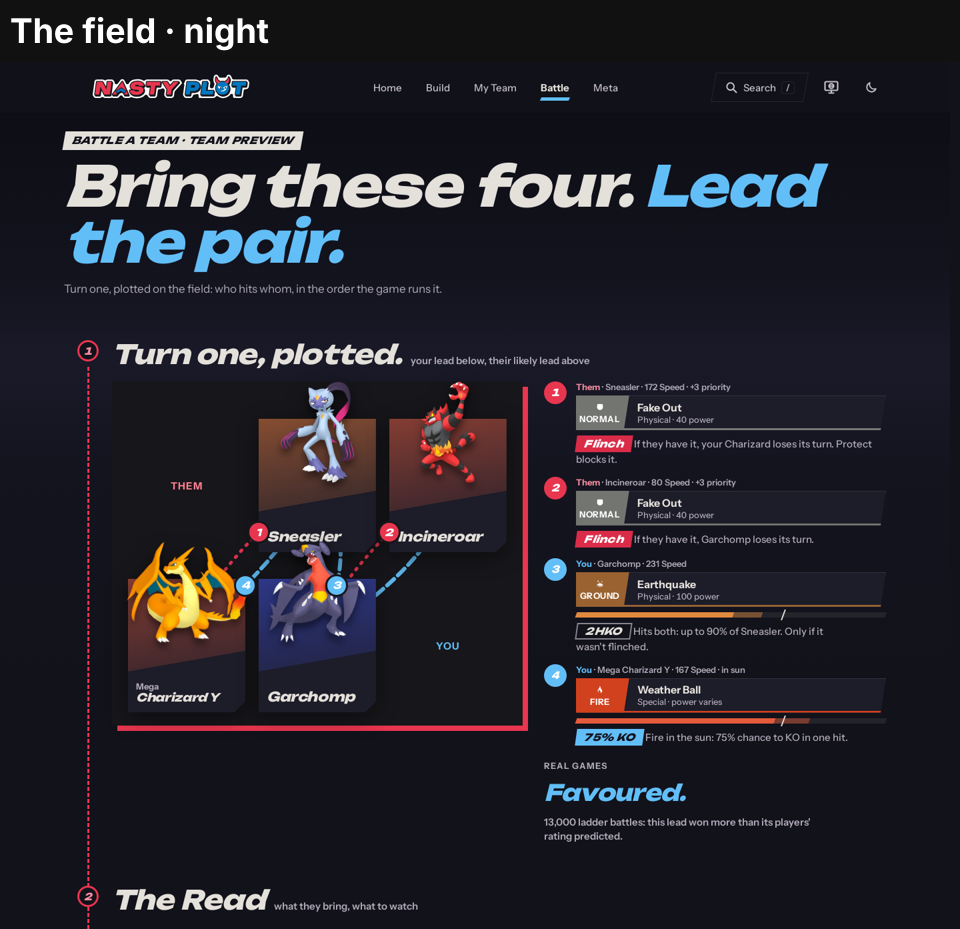 The field · night
NASTY PLOT
Home
Build
My Team
Battle
Meta
Search /
BATTLE A TEAM · TEAM PREVIEW
Bring these four. Lead
the pair.
Turn one, plotted on the field: who hits whom, in the order the game runs it.
1
Turn one, plotted. your lead below, their likely lead above
THEM
1 Sneasler
2 Incineroar
4
3
YOU
Mega
Charizard Y
Garchomp
1
Them · Sneasler · 172 Speed · +3 priority
NORMAL
Fake Out
Physical · 40 power
Flinch If they have it, your Charizard loses its turn. Protect
blocks it.
2
Them · Incineroar · 80 Speed · +3 priority
NORMAL
Fake Out
Physical · 40 power
Flinch If they have it, Garchomp loses its turn.
3
You · Garchomp · 231 Speed
GROUND
Earthquake
Physical · 100 power
2HKO Hits both: up to 90% of Sneasler. Only if it
wasn't flinched.
4
You · Mega Charizard Y · 167 Speed · in sun
FIRE
Weather Ball
Special · power varies
75% KO Fire in the sun: 75% chance to KO in one hit.
REAL GAMES
Favoured.
13,000 ladder battles: this lead won more than its players'
rating predicted.
2
The Read what they bring, what to watch